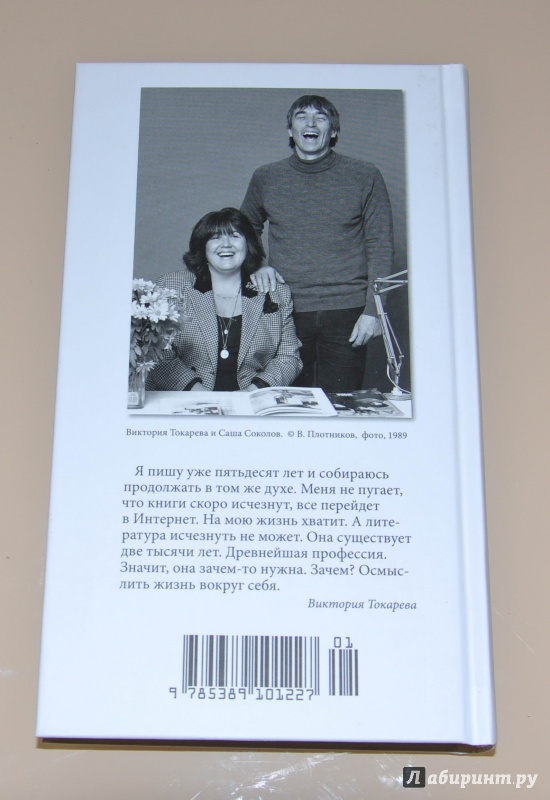 Виктория Токарева и Саша Соколов. © В. Плотников, фото, 1989
Я пишу уже пятьдесят лет и собираюсь
продолжать в том же духе. Меня не пугает,
что книги скоро исчезнут, все перейдет
в Интернет. На мою жизнь хватит. А лите-
ратура исчезнуть не может. Она существует
две тысячи лет. Древнейшая профессия.
Значит, она зачем-то нужна. Зачем? Осмыс-
лить жизнь вокруг себя.
Виктория Токарева
01
9 785389 101227
Лабиринт.ру